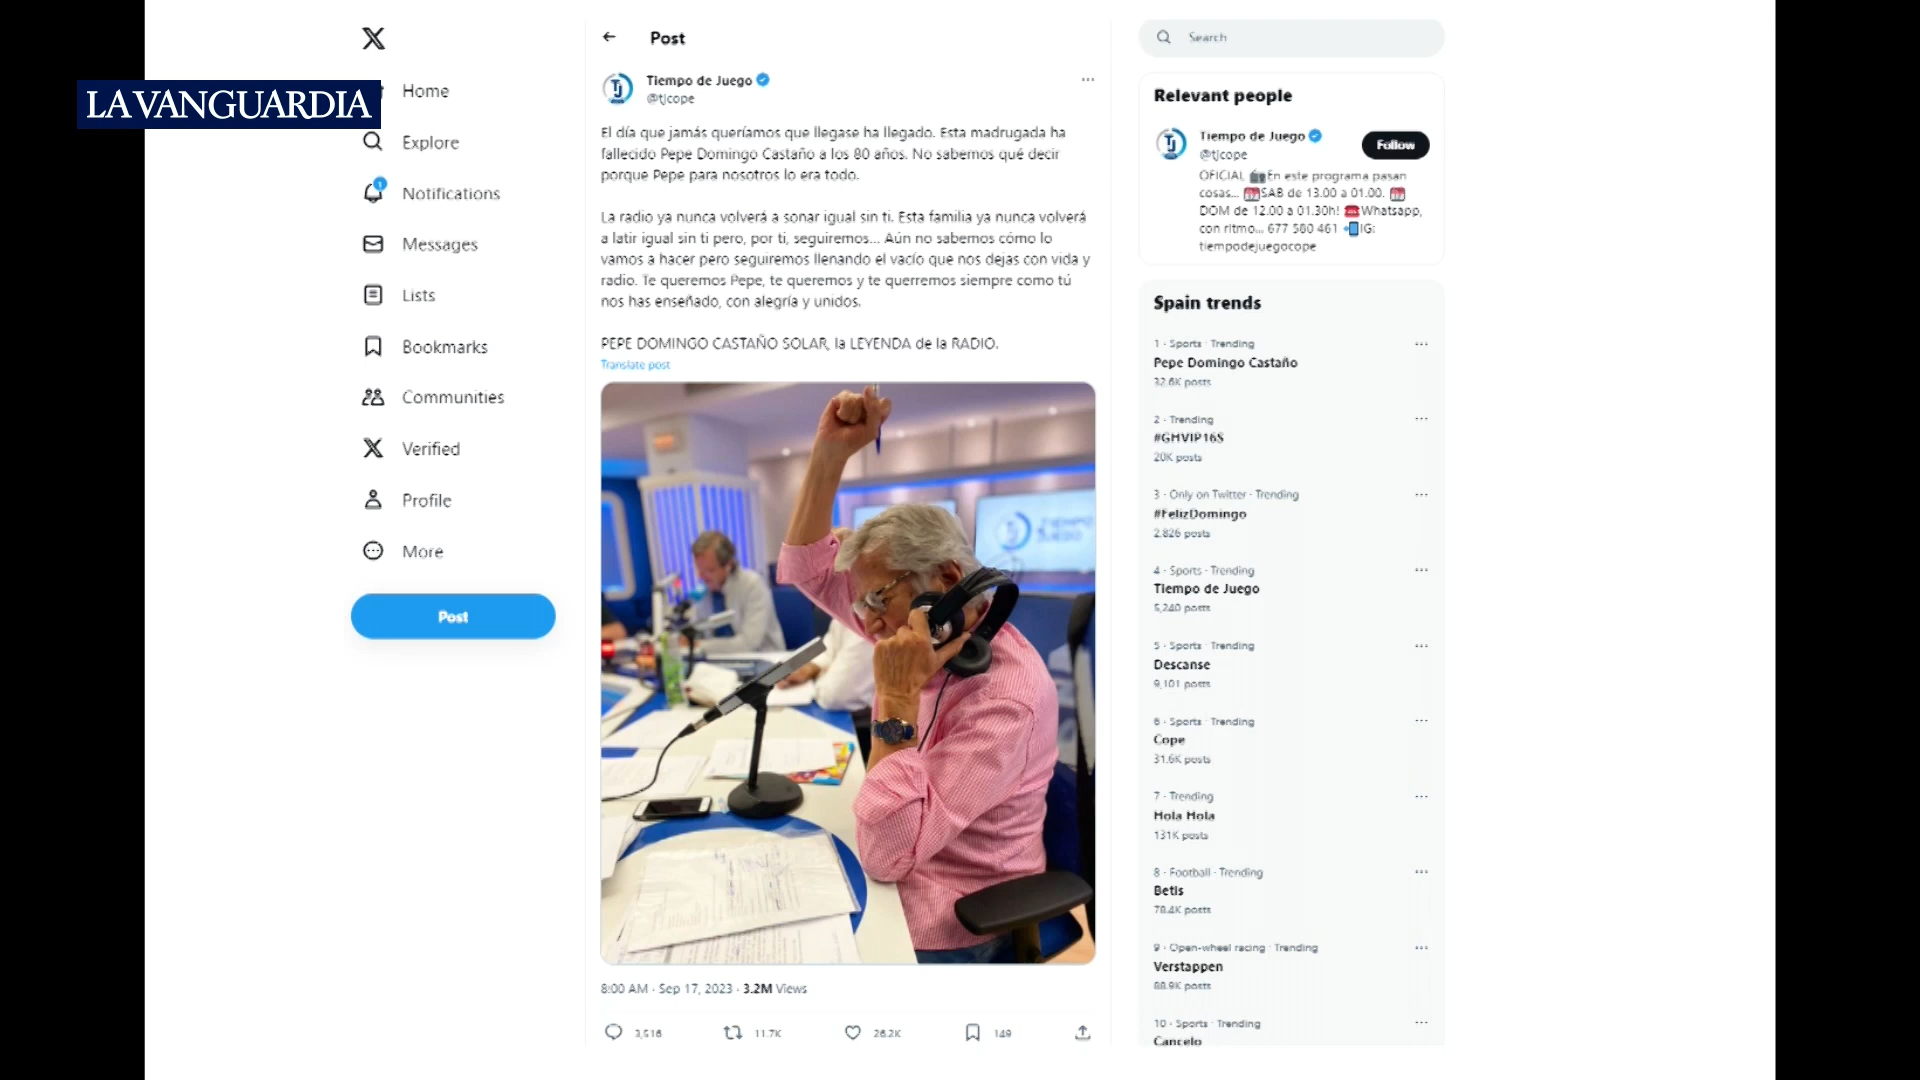 LA VANGUARDIA
Home
Explore
Notifications
Messages
Lists
Bookmarks
Communities
Verified
Profile
More
Post
Post
Tiempo de Juego
@tjcope
El día que jamás queríamos que llegase ha llegado. Esta madrugada ha
fallecido Pepe Domingo Castaño a los 80 años. No sabemos qué decir
porque Pepe para nosotros lo era todo.
La radio ya nunca volverá a sonar igual sin ti. Esta familia ya nunca volverá
a latir igual sin ti pero, por ti, seguiremos... Aún no sabemos cómo lo
vamos a hacer pero seguiremos llenando el vacío que nos dejas con vida y
radio. Te queremos Pepe, te queremos y te querremos siempre como tú
nos has enseñado, con alegría y unidos.
PEPE DOMINGO CASTAÑO SOLAR, la LEYENDA de la RADIO.
Translate post
TIEMPO
DE JUEGO
8:00 AM · Sep 17, 2023 · 3.2M Views
3,516 11.7K 26.2K 149
Search
Relevant people
Tiempo de Juego
@tjcope
Follow
OFICIAL En este programa pasan
cosas... SAB de 13.00 a 01.00.
DOM de 12.00 a 01.30h! Whatsapp,
con ritmo... 677 580 461 IG:
tiempodejuegocope
Spain trends
1 · Sports · Trending
Pepe Domingo Castaño
32.6K posts
2 · Trending
#GHVIP16S
20K posts
3 · Only on Twitter · Trending
#FelizDomingo
2,826 posts
4 · Sports · Trending
Tiempo de Juego
5,240 posts
5 · Sports · Trending
Descanse
9,101 posts
6 · Sports · Trending
Cope
31.6K posts
7 · Trending
Hola Hola
131K posts
8 · Football · Trending
Betis
78.4K posts
9 · Open-wheel racing · Trending
Verstappen
88.9K posts
10 · Sports · Trending
Cancelo